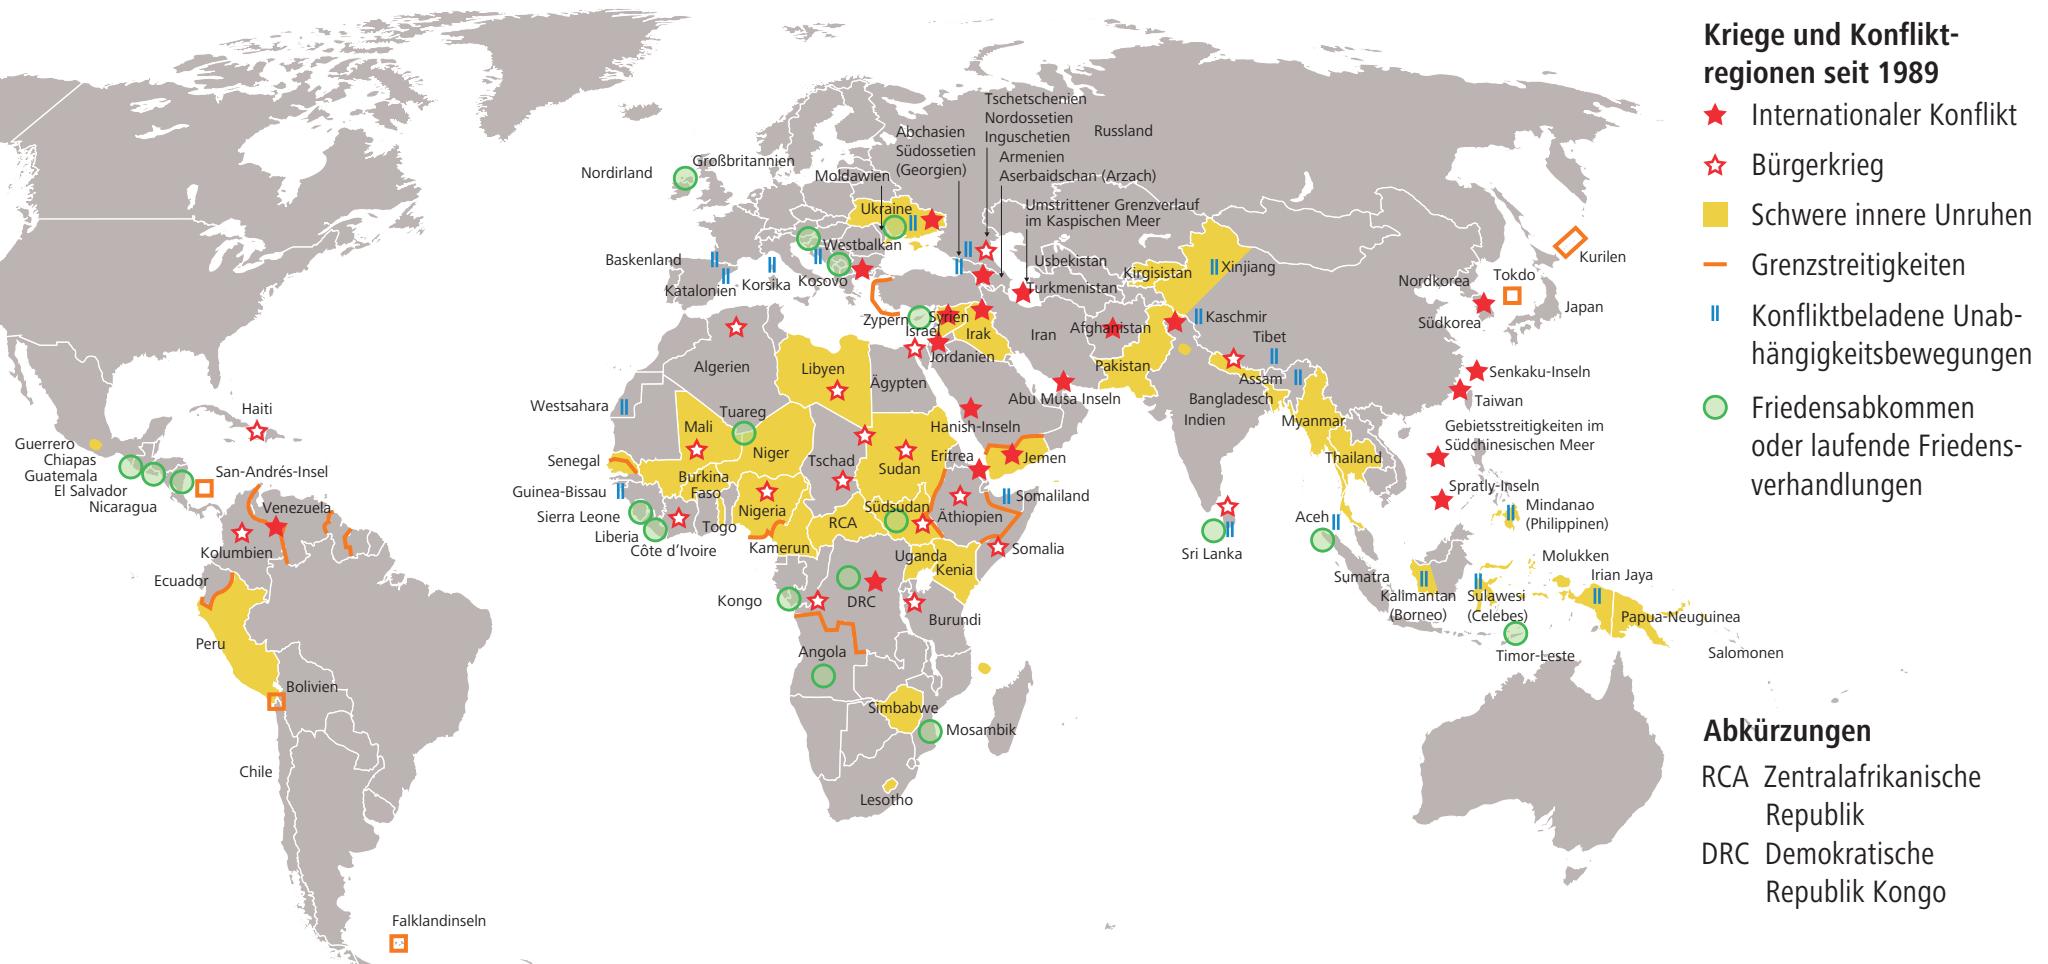 Kriege und Konflikt-
regionen seit 1989
Internationaler Konflikt
Bürgerkrieg
Schwere innere Unruhen
Grenzstreitigkeiten
Konfliktbeladene Unab-
hängigkeitsbewegungen
Friedensabkommen
oder laufende Friedens-
verhandlungen
Abkürzungen
RCA Zentralafrikanische
Republik
DRC Demokratische
Republik Kongo
Tschetschenien
Nordossetien
Inguschetien
Russland
Abchasien
Südossetien
(Georgien)
Armenien
Aserbaidschan (Arzach)
Umstrittener Grenzverlauf
im Kaspischen Meer
Großbritannien
Nordirland
Moldawien
Ukraine
Westbalkan
Baskenland
Katalonien
Korsika
Kosovo
Usbekistan
Kirgisistan
Xinjiang
Turkmenistan
Nordkorea
Tokdo
Kurilen
Japan
Südkorea
Zypern
Syrien
Israel
Irak
Jordanien
Iran
Afghanistan
Kaschmir
Tibet
Pakistan
Assam
Bangladesch
Indien
Myanmar
Thailand
Senkaku-Inseln
Taiwan
Gebietsstreitigkeiten im
Südchinesischen Meer
Spratly-Inseln
Mindanao
(Philippinen)
Algerien
Libyen
Ägypten
Abu Musa Inseln
Hanish-Inseln
Westsahara
Tuareg
Mali
Niger
Tschad
Sudan
Eritrea
Jemen
Senegal
Burkina
Faso
Guinea-Bissau
Sierra Leone
Liberia
Côte d’Ivoire
Togo
Nigeria
Kamerun
RCA
Südsudan
Äthiopien
Somaliland
Somalia
Uganda
Kenia
Kongo
DRC
Burundi
Angola
Simbabwe
Mosambik
Lesotho
Sri Lanka
Aceh
Sumatra
Kalimantan
(Borneo)
Sulawesi
(Celebes)
Molukken
Irian Jaya
Papua-Neuguinea
Timor-Leste
Salomonen
Haiti
Guerrero
Chiapas
Guatemala
El Salvador
Nicaragua
San-Andrés-Insel
Venezuela
Kolumbien
Ecuador
Peru
Bolivien
Chile
Falklandinseln